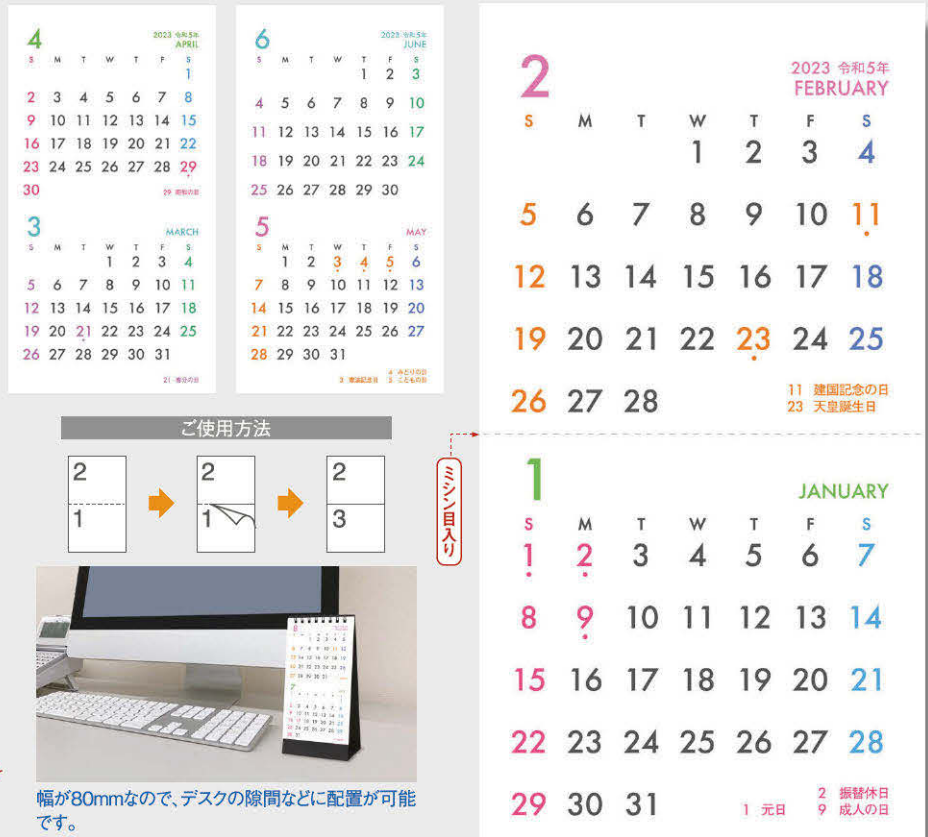 4
2023 令和5年
APRIL
S M T W T F S
1
2 3 4 5 6 7 8
9 10 11 12 13 14 15
16 17 18 19 20 21 22
23 24 25 26 27 28 29
30
29 昭和の日
3
MARCH
S M T W T F S
1 2 3 4
5 6 7 8 9 10 11
12 13 14 15 16 17 18
19 20 21 22 23 24 25
26 27 28 29 30 31
21 春分の日
6
2023 令和5年
JUNE
S M T W T F S
1 2 3
4 5 6 7 8 9 10
11 12 13 14 15 16 17
18 19 20 21 22 23 24
25 26 27 28 29 30
5
MAY
S M T W T F S
1 2 3 4 5 6
7 8 9 10 11 12 13
14 15 16 17 18 19 20
21 22 23 24 25 26 27
28 29 30 31
4 みどりの日
3 憲法記念日 5 こどもの日
2
2023 令和5年
FEBRUARY
S M T W T F S
1 2 3 4
5 6 7 8 9 10 11
12 13 14 15 16 17 18
19 20 21 22 23 24 25
26 27 28
11 建国記念の日
23 天皇誕生日
ミシン目入り
1
JANUARY
S M T W T F S
1 2 3 4 5 6 7
8 9 10 11 12 13 14
15 16 17 18 19 20 21
22 23 24 25 26 27 28
29 30 31
2 振替休日
1 元日 9 成人の日
ご使用方法
2
1
2
1
2
3
幅が80mmなので、デスクの隙間などに配置が可能
です。